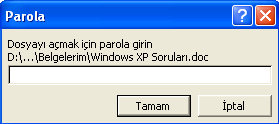 Parola
Dosyayı açmak için parola girin
D:\...\Belgelerim\Windows XP Soruları.doc
Tamam
İptal